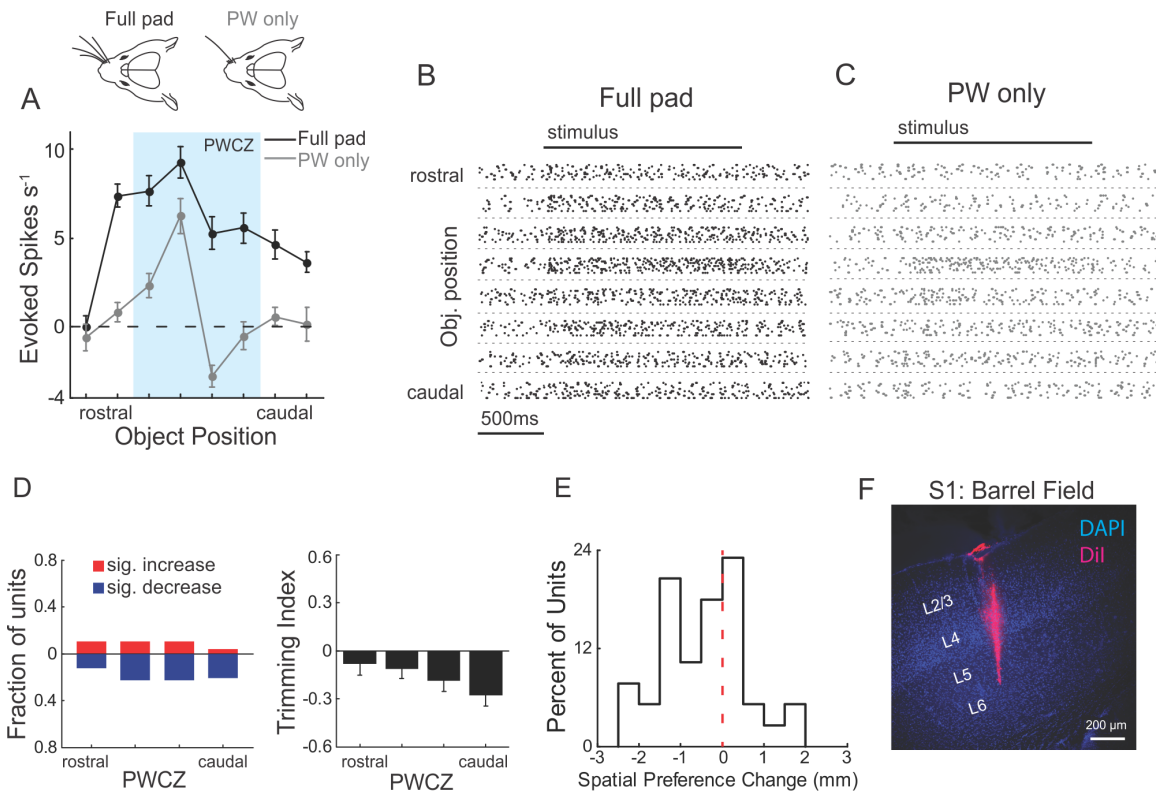 Full pad
PW only
A
PWCZ
Full pad
PW only
10
5
0
-4
Evoked Spikes s⁻¹
rostral
caudal
Object Position
B
Full pad
stimulus
rostral
Obj. position
caudal
500ms
C
PW only
stimulus
D
Fraction of units
0.8
0.4
0
0.4
0.8
sig. increase
sig. decrease
rostral
caudal
PWCZ
Trimming Index
0.6
0.3
0
-0.3
-0.6
rostral
caudal
PWCZ
E
Percent of Units
24
12
0
-3
-2
-1
0
1
2
3
Spatial Preference Change (mm)
F
S1: Barrel Field
DAPI
DiI
L2/3
L4
L5
L6
200 µm